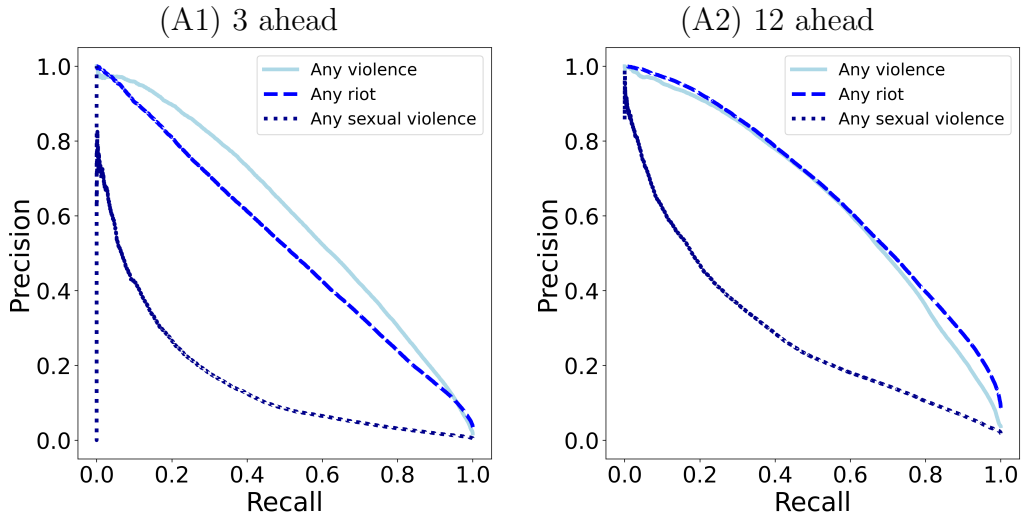 (A1) 3 ahead
1.0
0.8
0.6
0.4
0.2
0.0
Precision
Any violence
Any riot
Any sexual violence
0.0 0.2 0.4 0.6 0.8 1.0
Recall
(A2) 12 ahead
1.0
0.8
0.6
0.4
0.2
0.0
Precision
Any violence
Any riot
Any sexual violence
0.0 0.2 0.4 0.6 0.8 1.0
Recall